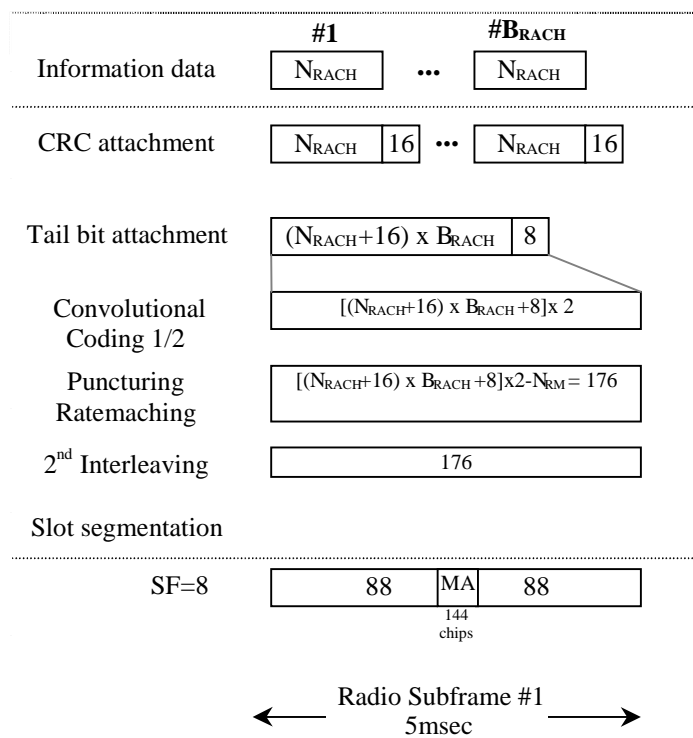 #1 #BRACH
Information data NRACH ••• NRACH
CRC attachment NRACH 16 ••• NRACH 16
Tail bit attachment (NRACH+16) x BRACH 8
Convolutional
Coding 1/2
[(NRACH+16) x BRACH+8]x 2
Puncturing
Ratemaching
[(NRACH+16) x BRACH+8]x2-NRM = 176
2nd Interleaving 176
Slot segmentation
SF=8 88 MA 88
144
chips
Radio Subframe #1
5msec